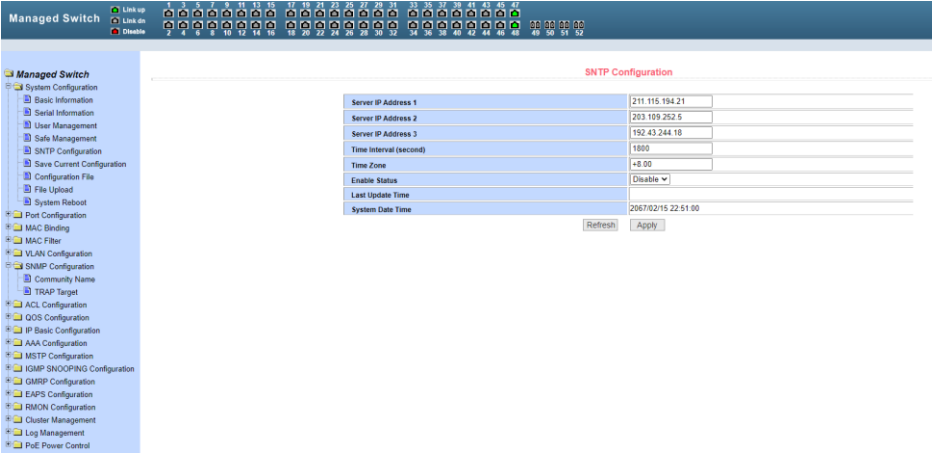 Managed Switch
Link up
Link dn
Disable
1 3 5 7 9 11 13 15 17 19 21 23 25 27 29 31 33 35 37 39 41 43 45 47
2 4 6 8 10 12 14 16 18 20 22 24 26 28 30 32 34 36 38 40 42 44 46 48 49 50 51 52
Managed Switch
System Configuration
Basic Information
Serial Information
User Management
Safe Management
SNTP Configuration
Save Current Configuration
Configuration File
File Upload
System Reboot
Port Configuration
MAC Binding
MAC Filter
VLAN Configuration
SNMP Configuration
Community Name
TRAP Target
ACL Configuration
QOS Configuration
IP Basic Configuration
AAA Configuration
MSTP Configuration
IGMP SNOOPING Configuration
GMRP Configuration
EAPS Configuration
RMON Configuration
Cluster Management
Log Management
PoE Power Control
SNTP Configuration
Server IP Address 1 211.115.194.21
Server IP Address 2 203.109.252.5
Server IP Address 3 192.43.244.18
Time Interval (second) 1800
Time Zone +8.00
Enable Status Disable
Last Update Time
System Date Time 2067/02/15 22:51:00
Refresh Apply